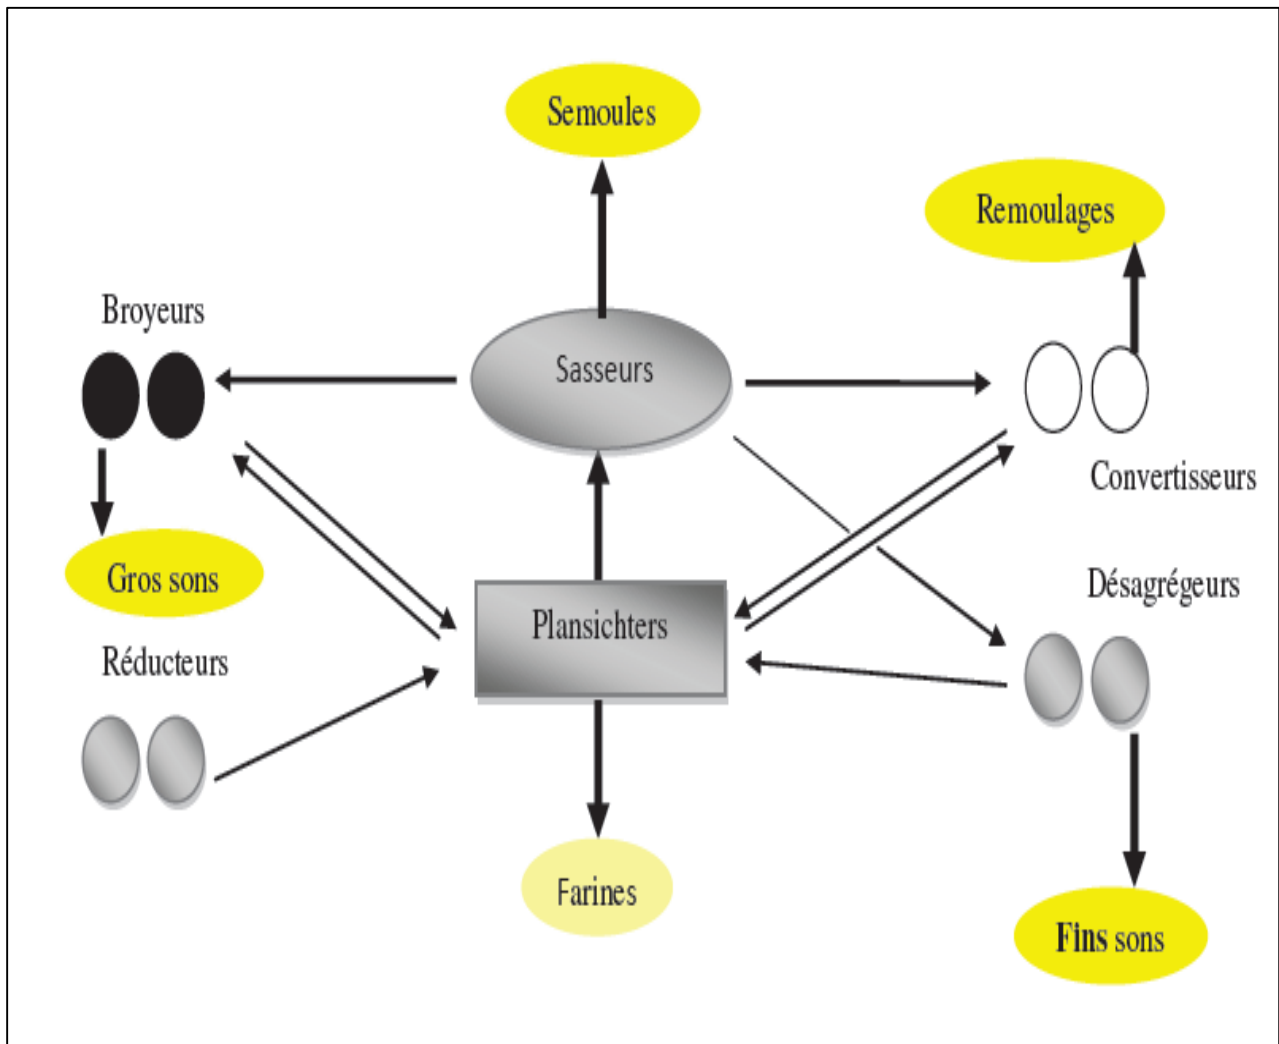 Semoules
Remoulages
Broyeurs
Sasseurs
Convertisseurs
Gros sons
Désagrégeurs
Plansichters
Réducteurs
Farines
Fins sons